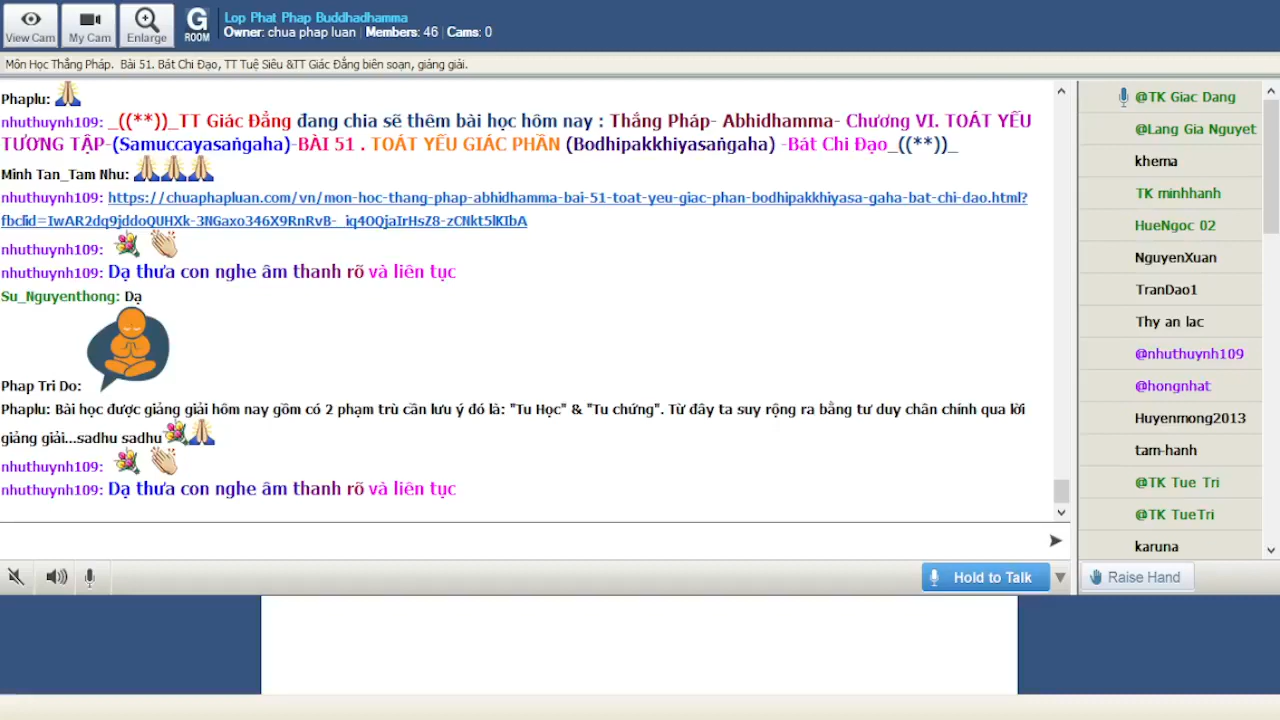 View Cam
My Cam
Enlarge
G
ROOM
Lop Phat Phap Buddhadhamma
Owner: chua phap luan | Members: 46 | Cams: 0
Môn Học Thắng Pháp. Bài 51. Bát Chi Đạo, TT Tuệ Siêu &TT Giác Đẳng biên soạn, giảng giải.
Phaplu:
nhuthuynh109: _((**))_TT Giác Đẳng đang chia sẽ thêm bài học hôm nay : Thắng Pháp- Abhidhamma- Chương VI. TOÁT YẾU
TƯƠNG TẬP-(Samuccayasaṅgaha)-BÀI 51 . TOÁT YẾU GIÁC PHẦN (Bodhipakkhiyasaṅgaha) -Bát Chi Đạo_((**))_
Minh Tan_Tam Nhu:
nhuthuynh109: https://chuaphapluan.com/vn/mon-hoc-thang-phap-abhidhamma-bai-51-toat-yeu-giac-phan-bodhipakkhiyasa-gaha-bat-chi-dao.html?
fbclid=IwAR2dq9jddoQUHXk-3NGaxo346X9RnRvB-_iq4OQjaIrHsZ8-zCNkt5lKIbA
nhuthuynh109:
nhuthuynh109: Dạ thưa con nghe âm thanh rõ và liên tục
Su_Nguyenthong: Dạ
Phap Tri Do:
Phaplu: Bài học được giảng giải hôm nay gồm có 2 phạm trù cần lưu ý đó là: "Tu Học" & "Tu chứng". Từ đây ta suy rộng ra bằng tư duy chân chính qua lời
giảng giải...sadhu sadhu
nhuthuynh109:
nhuthuynh109: Dạ thưa con nghe âm thanh rõ và liên tục
Hold to Talk
@TK Giac Dang
@Lang Gia Nguyet
khema
TK minhhanh
HueNgoc 02
NguyenXuan
TranDao1
Thy an lac
@nhuthuynh109
@hongnhat
Huyenmong2013
tam-hanh
@TK Tue Tri
@TK TueTri
karuna
Raise Hand